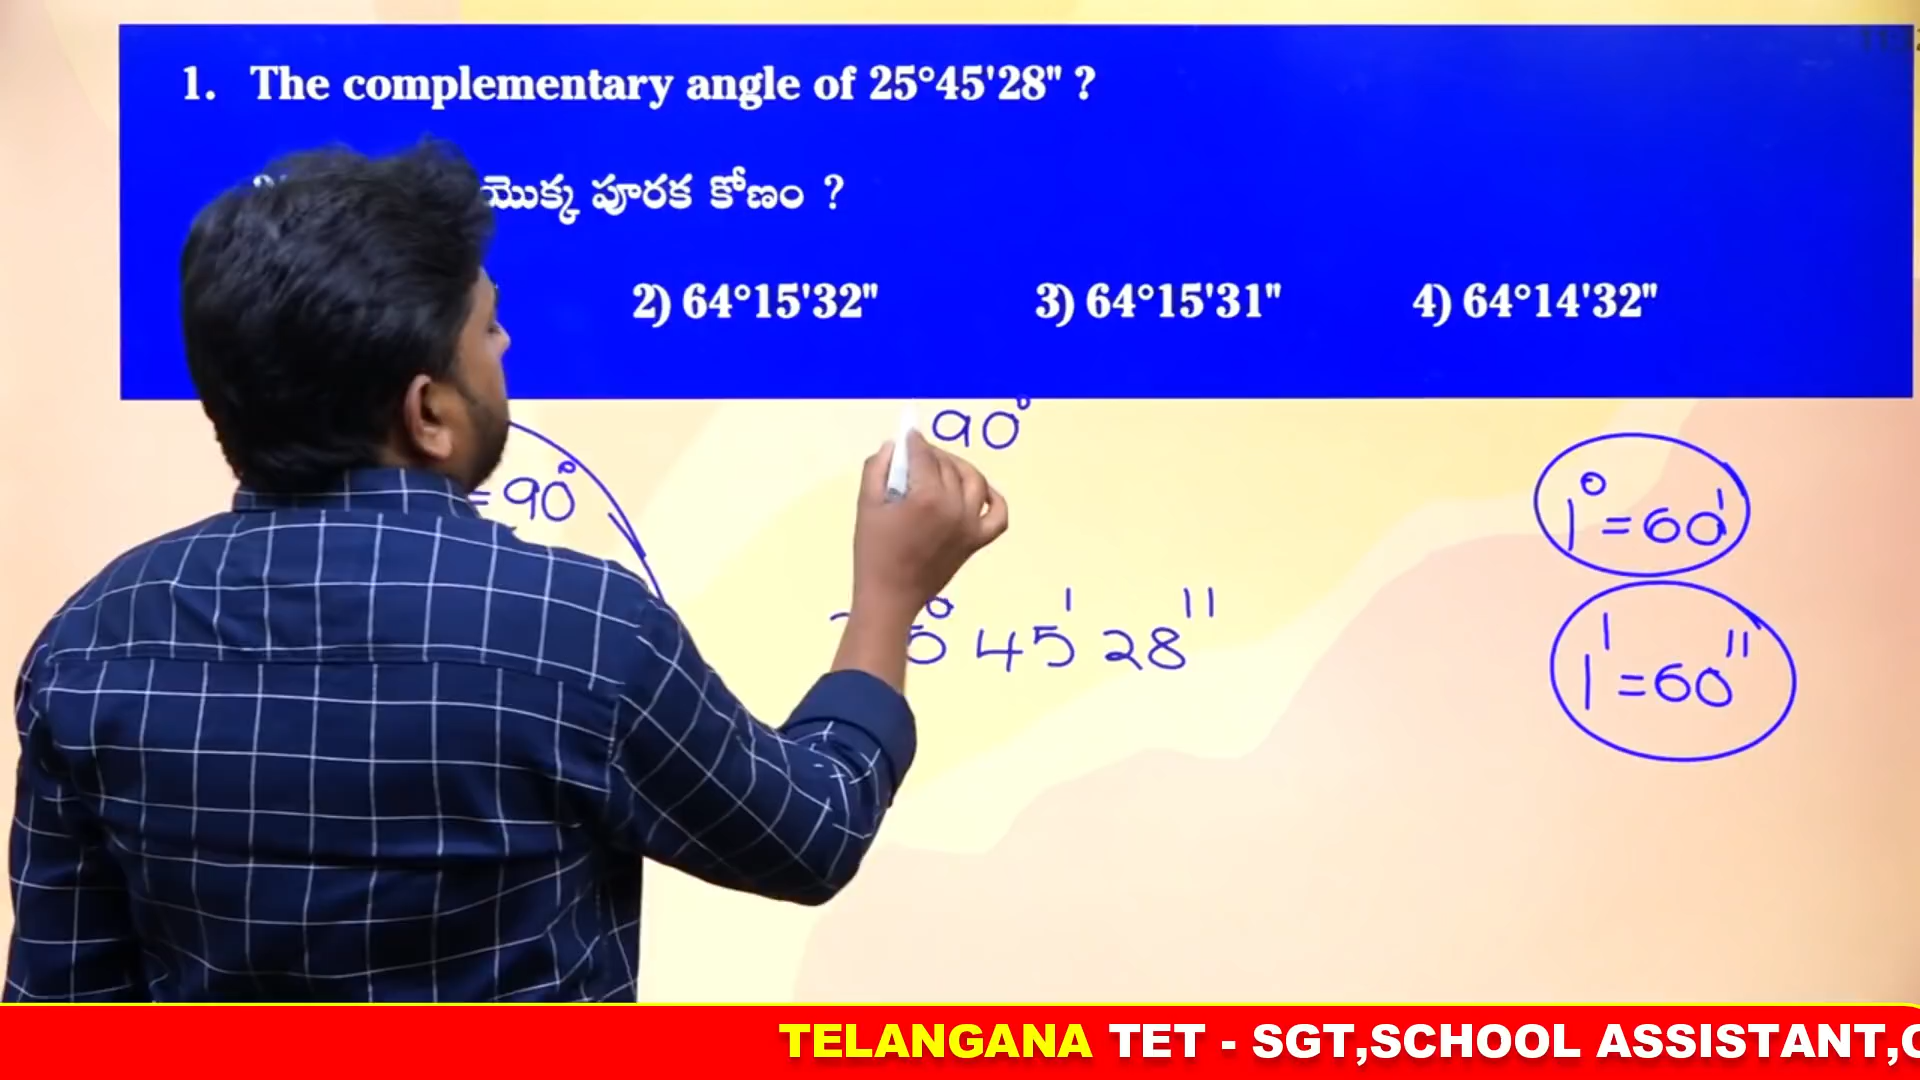 1. The complementary angle of 25°45'28" ?
యొక్క పూరక కోణం ?
2) 64°15'32" 3) 64°15'31" 4) 64°14'32"
90°
= 90°
1° = 60'
45' 28"
1' = 60"
TELANGANA TET - SGT,SCHOOL ASSISTANT,